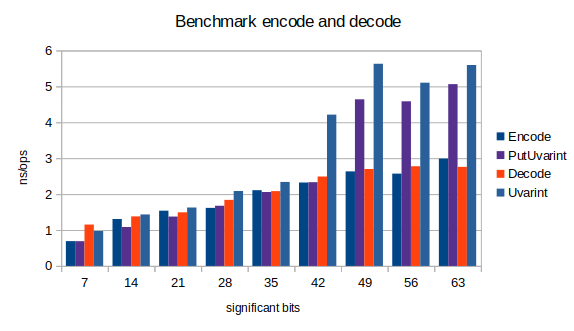 Benchmark encode and decode
6
5
4
3
2
1
0
ns/ops
7 14 21 28 35 42 49 56 63
significant bits
Encode
PutUvarint
Decode
Uvarint